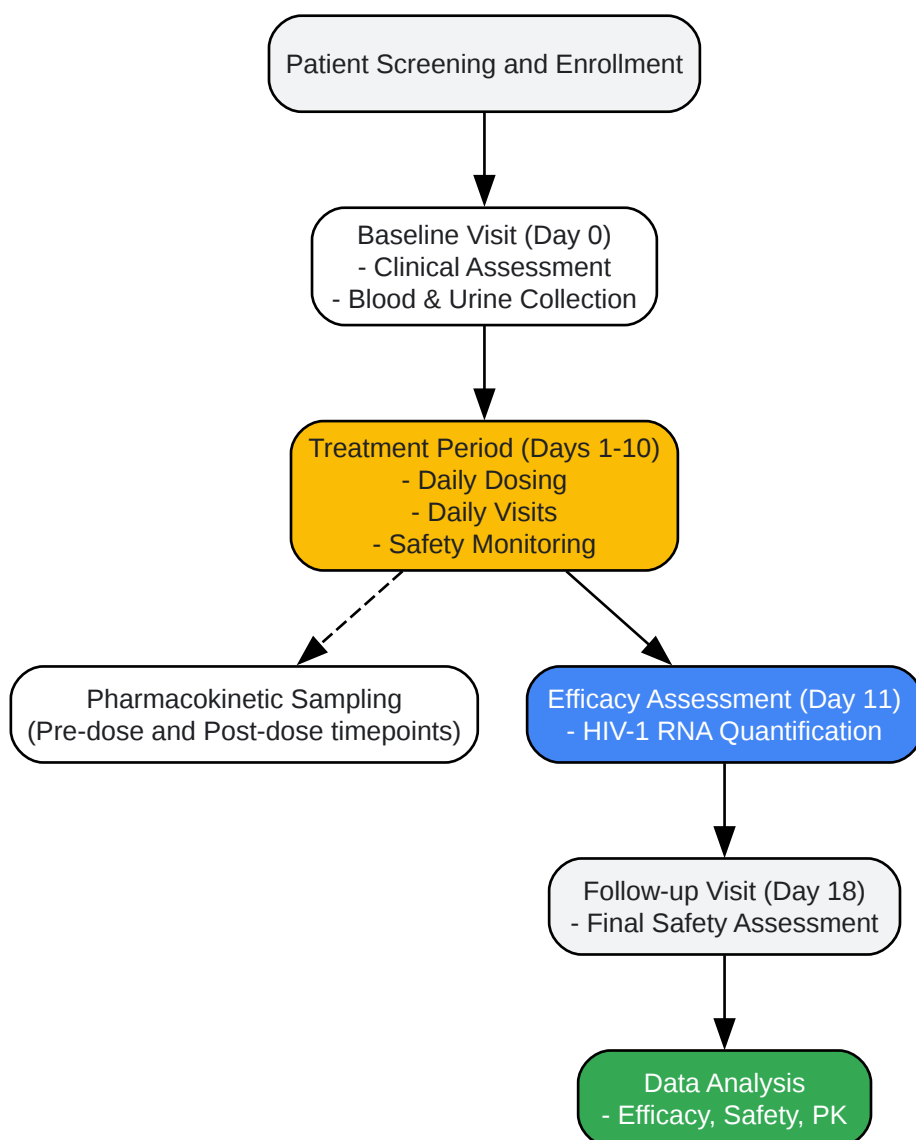 Patient Screening and Enrollment
Baseline Visit (Day 0)
- Clinical Assessment
- Blood & Urine Collection
Treatment Period (Days 1-10)
- Daily Dosing
- Daily Visits
- Safety Monitoring
Pharmacokinetic Sampling
(Pre-dose and Post-dose timepoints)
Efficacy Assessment (Day 11)
- HIV-1 RNA Quantification
Follow-up Visit (Day 18)
- Final Safety Assessment
Data Analysis
- Efficacy, Safety, PK